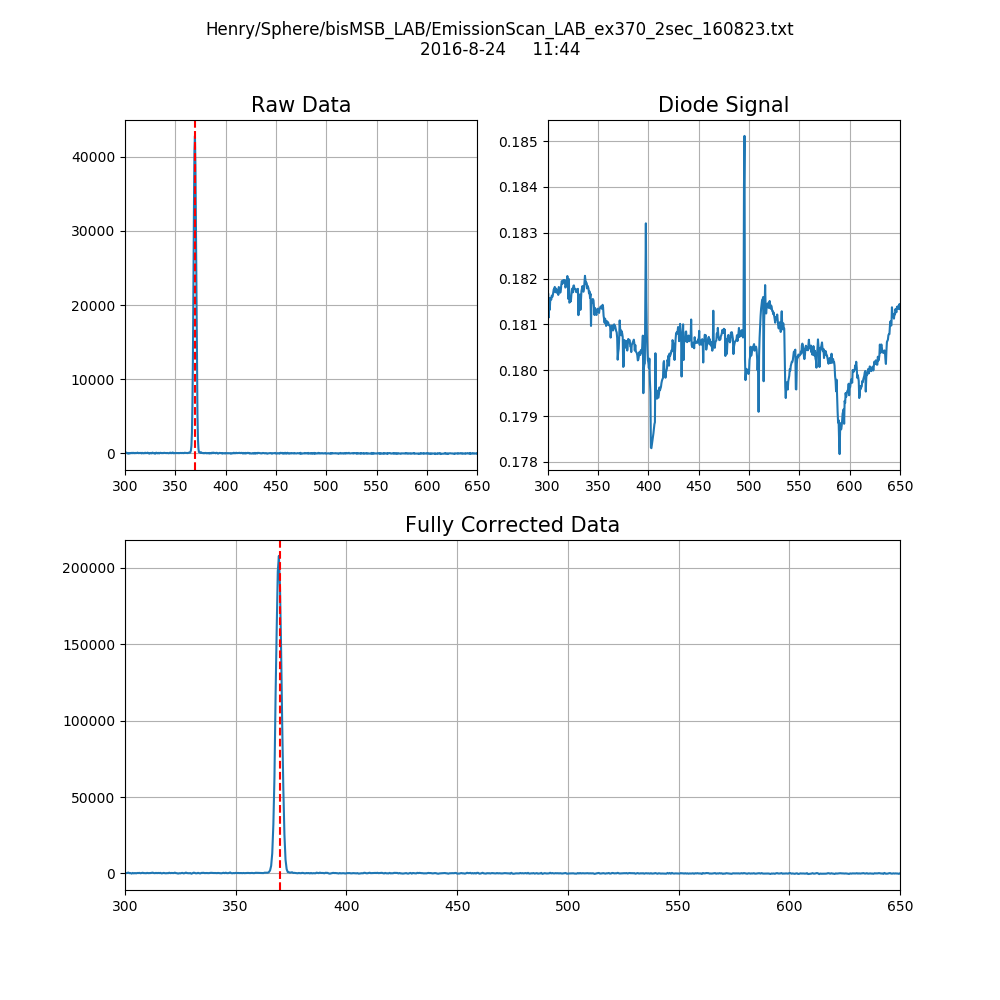 Henry/Sphere/bisMSB_LAB/EmissionScan_LAB_ex370_2sec_160823.txt
2016-8-24 11:44
Raw Data
40000
30000
20000
10000
0
300 350 400 450 500 550 600 650
Diode Signal
0.185
0.184
0.183
0.182
0.181
0.180
0.179
0.178
300 350 400 450 500 550 600 650
Fully Corrected Data
200000
150000
100000
50000
0
300 350 400 450 500 550 600 650